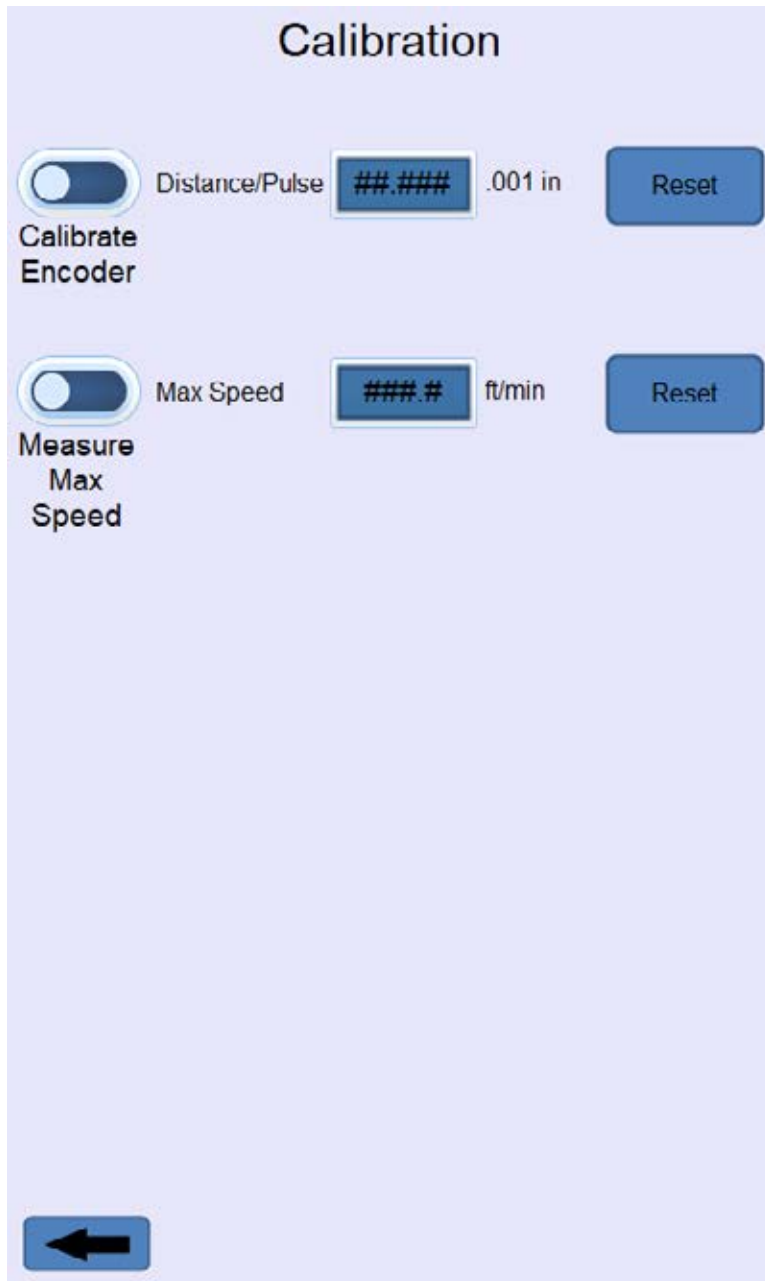 Calibration
Distance/Pulse ##.### .001 in Reset
Calibrate
Encoder
Max Speed ###.# ft/min Reset
Measure
Max
Speed